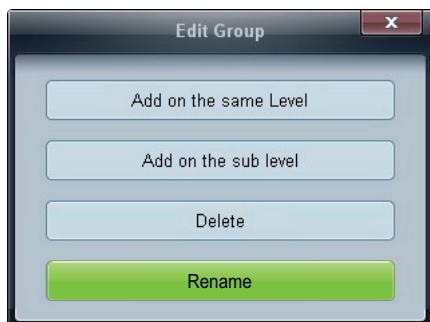 Edit Group
x
Add on the same Level
Add on the sub level
Delete
Rename